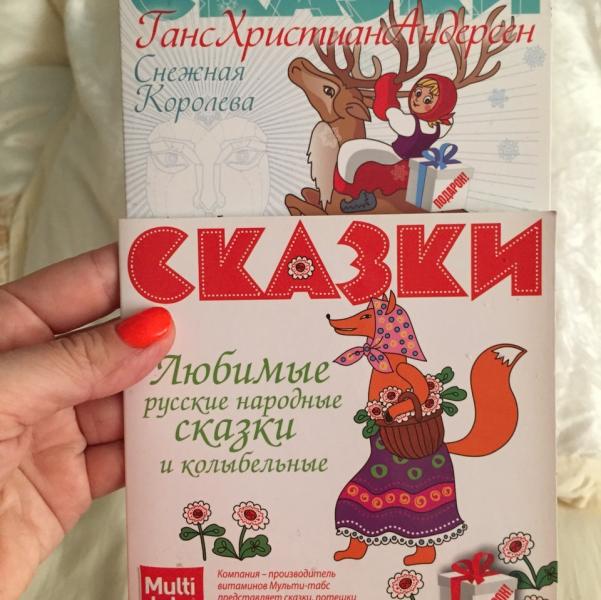 СКАЗКИ
Ганс Христиан Андерсен
Снежная
Королева
ПОДАРОК!
СКАЗКИ
Любимые
русские народные
сказки
и колыбельные
Multi
Компания – производитель
витаминов Мульти-табс
представляет сказки, потешки